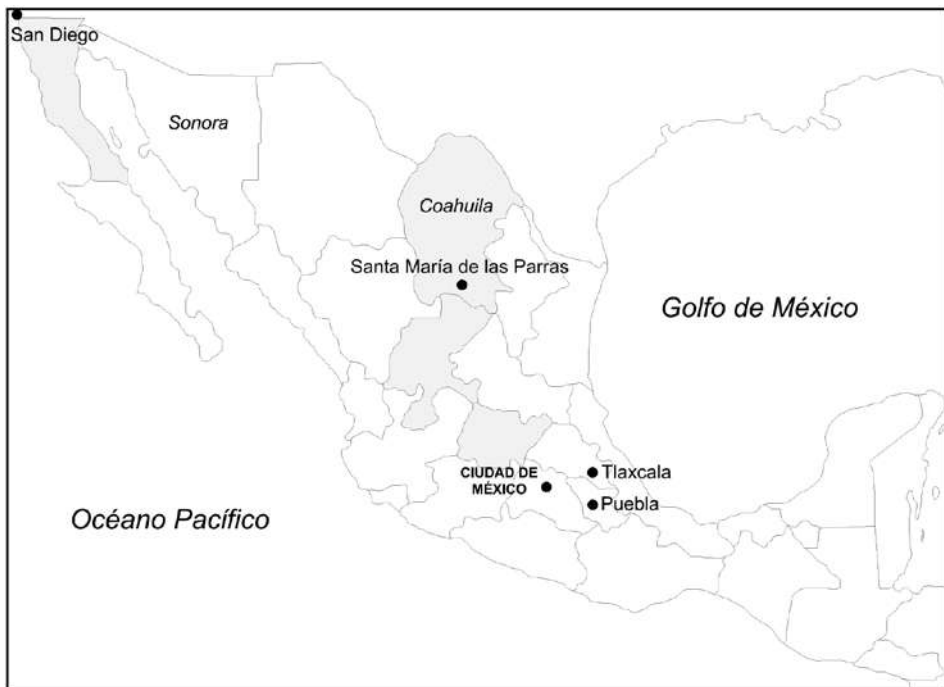 San Diego
Sonora
Coahuila
Santa María de las Parras
Golfo de México
CIUDAD DE
MÉXICO
Tlaxcala
Puebla
Océano Pacífico